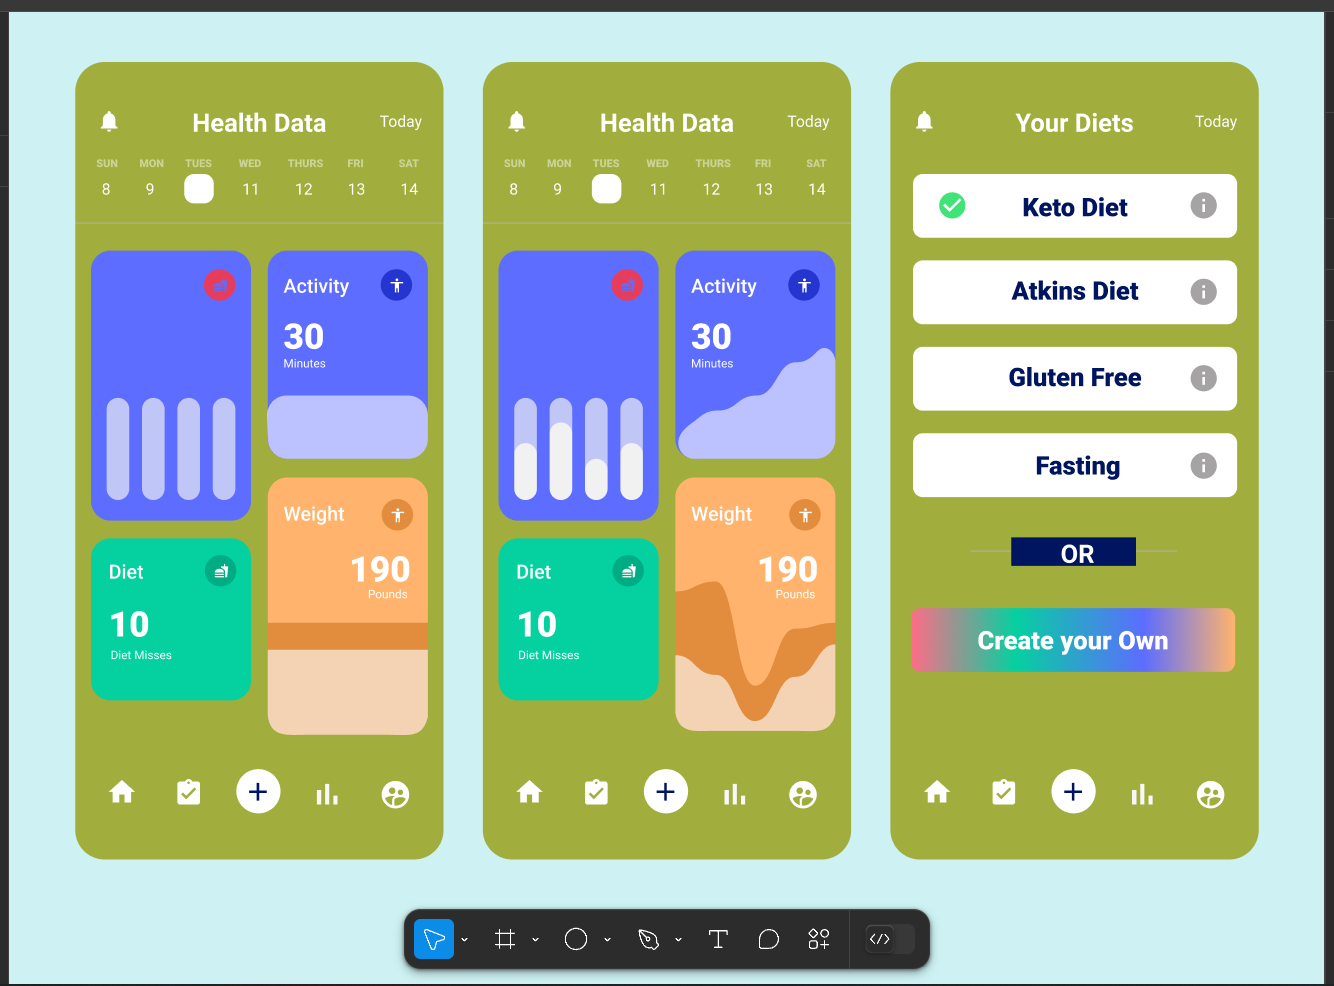 Health Data
Today
SUN MON TUES WED THURS FRI SAT
8 9 11 12 13 14
Activity
30
Minutes
Weight
190
Pounds
Diet
10
Diet Misses
Health Data
Today
SUN MON TUES WED THURS FRI SAT
8 9 11 12 13 14
Activity
30
Minutes
Weight
190
Pounds
Diet
10
Diet Misses
Your Diets
Today
Keto Diet
Atkins Diet
Gluten Free
Fasting
OR
Create your Own